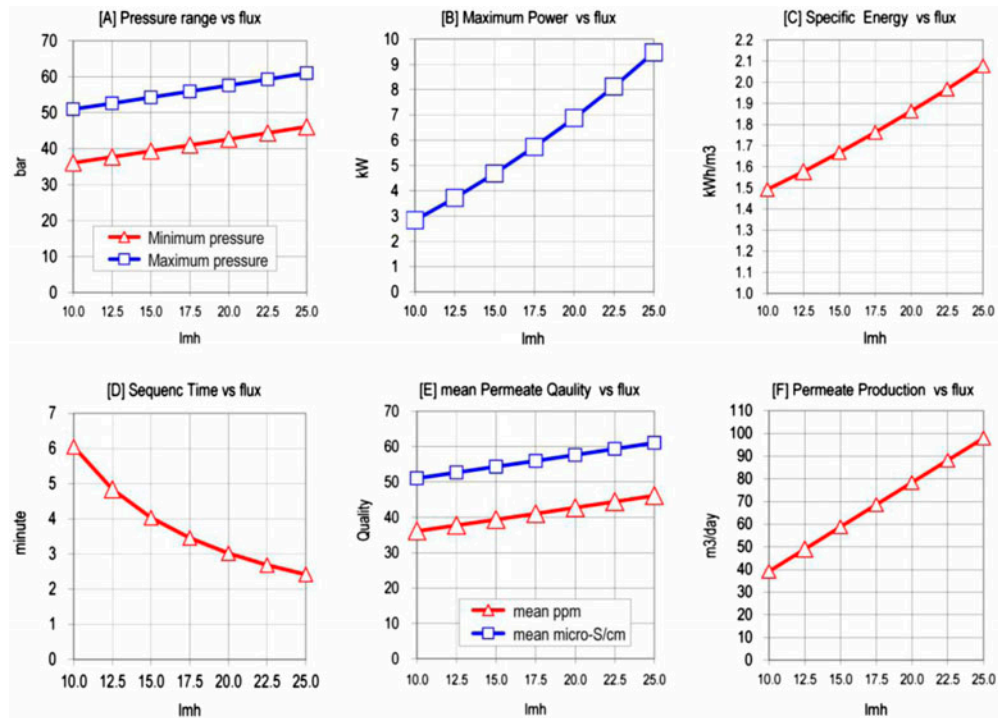 [A] Pressure range vs flux
70
60
50
40
30
20
10
0
bar
Minimum pressure
Maximum pressure
10.0 12.5 15.0 17.5 20.0 22.5 25.0
lmh
[B] Maximum Power vs flux
10
9
8
7
6
5
4
3
2
1
0
kW
10.0 12.5 15.0 17.5 20.0 22.5 25.0
lmh
[C] Specific Energy vs flux
2.2
2.1
2.0
1.9
1.8
1.7
1.6
1.5
1.4
1.3
1.2
1.1
1.0
kWh/m3
10.0 12.5 15.0 17.5 20.0 22.5 25.0
lmh
[D] Sequenc Time vs flux
7
6
5
4
3
2
1
0
minute
10.0 12.5 15.0 17.5 20.0 22.5 25.0
lmh
[E] mean Permeate Qaulity vs flux
70
60
50
40
30
20
10
0
Quality
mean ppm
mean micro-S/cm
10.0 12.5 15.0 17.5 20.0 22.5 25.0
lmh
[F] Permeate Production vs flux
110
100
90
80
70
60
50
40
30
20
10
0
m3/day
10.0 12.5 15.0 17.5 20.0 22.5 25.0
lmh